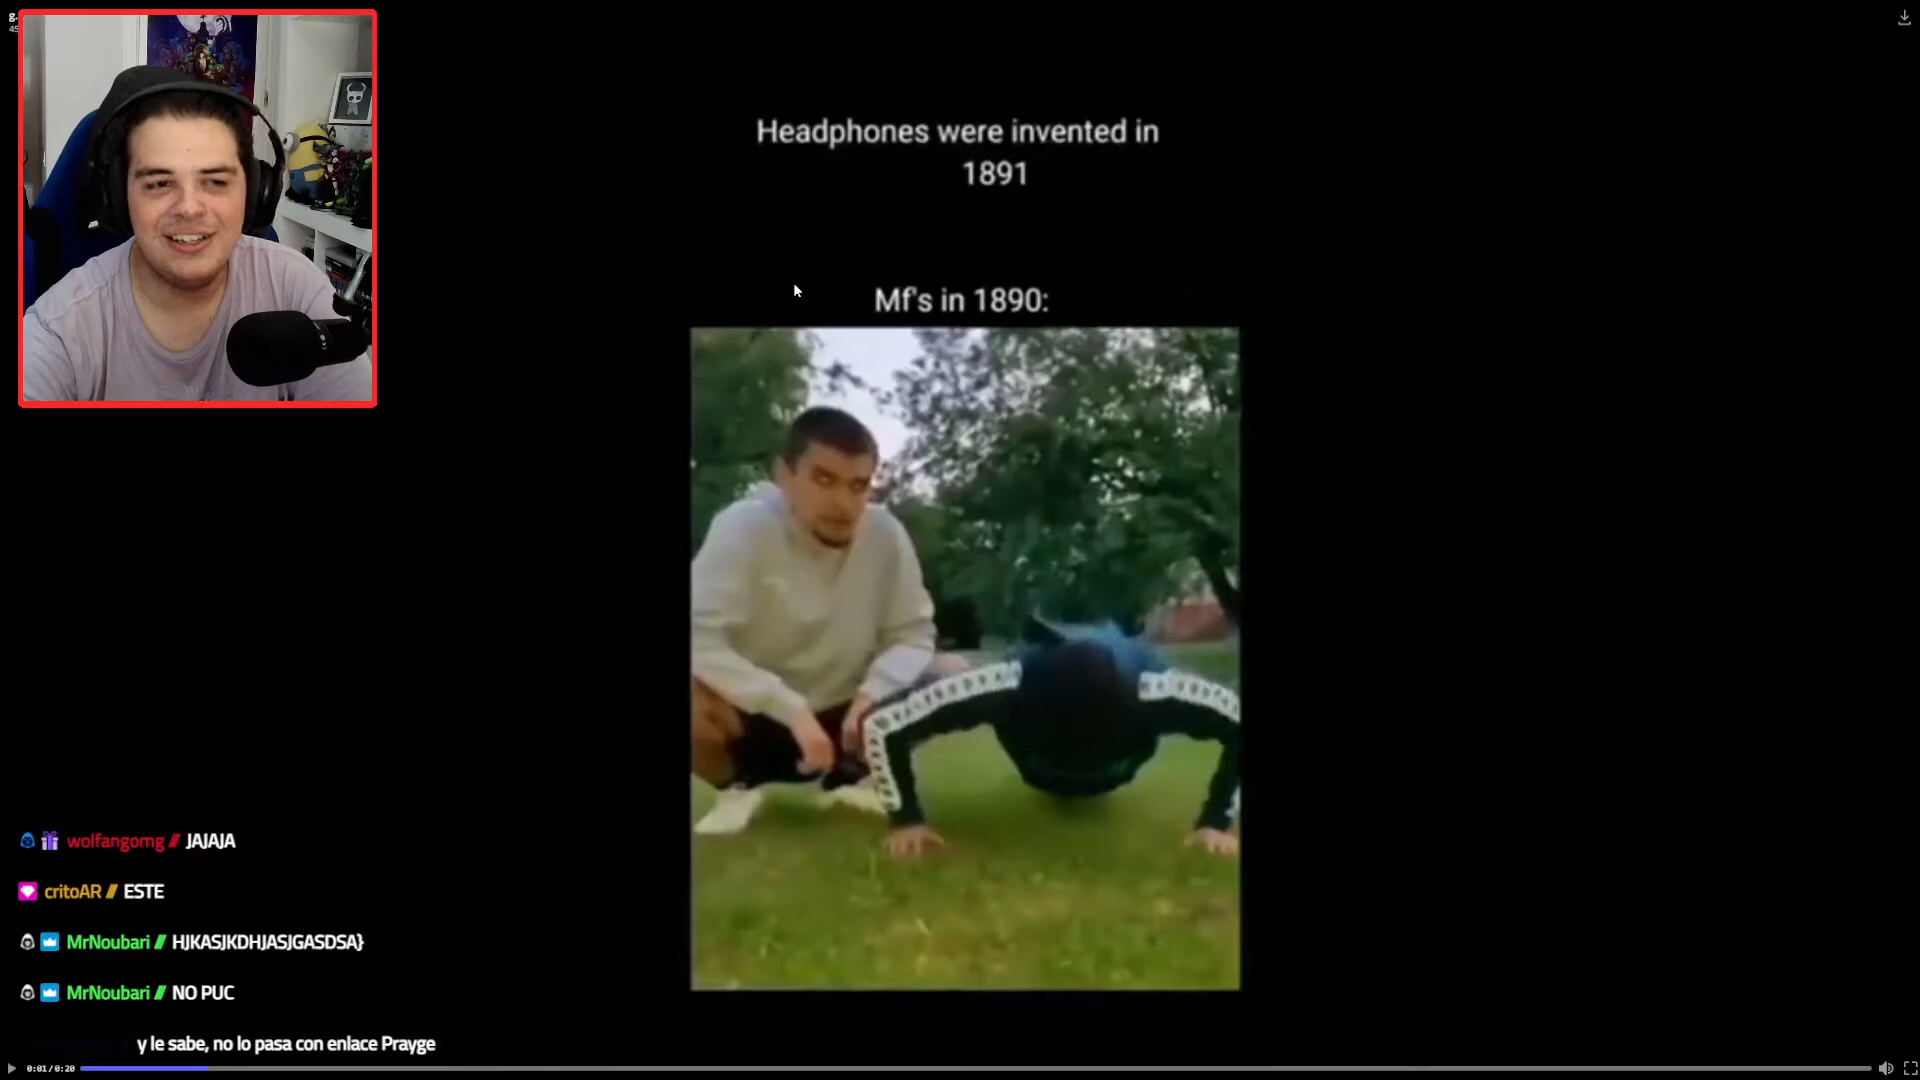 Headphones were invented in
1891
Mf's in 1890:
wolfangomg // JAJAJA
critoAR // ESTE
MrNoubari // HJKASJKDHJASJGASDSA}
MrNoubari // NO PUC
y le sabe, no lo pasa con enlace Prayge
0:01 / 0:20